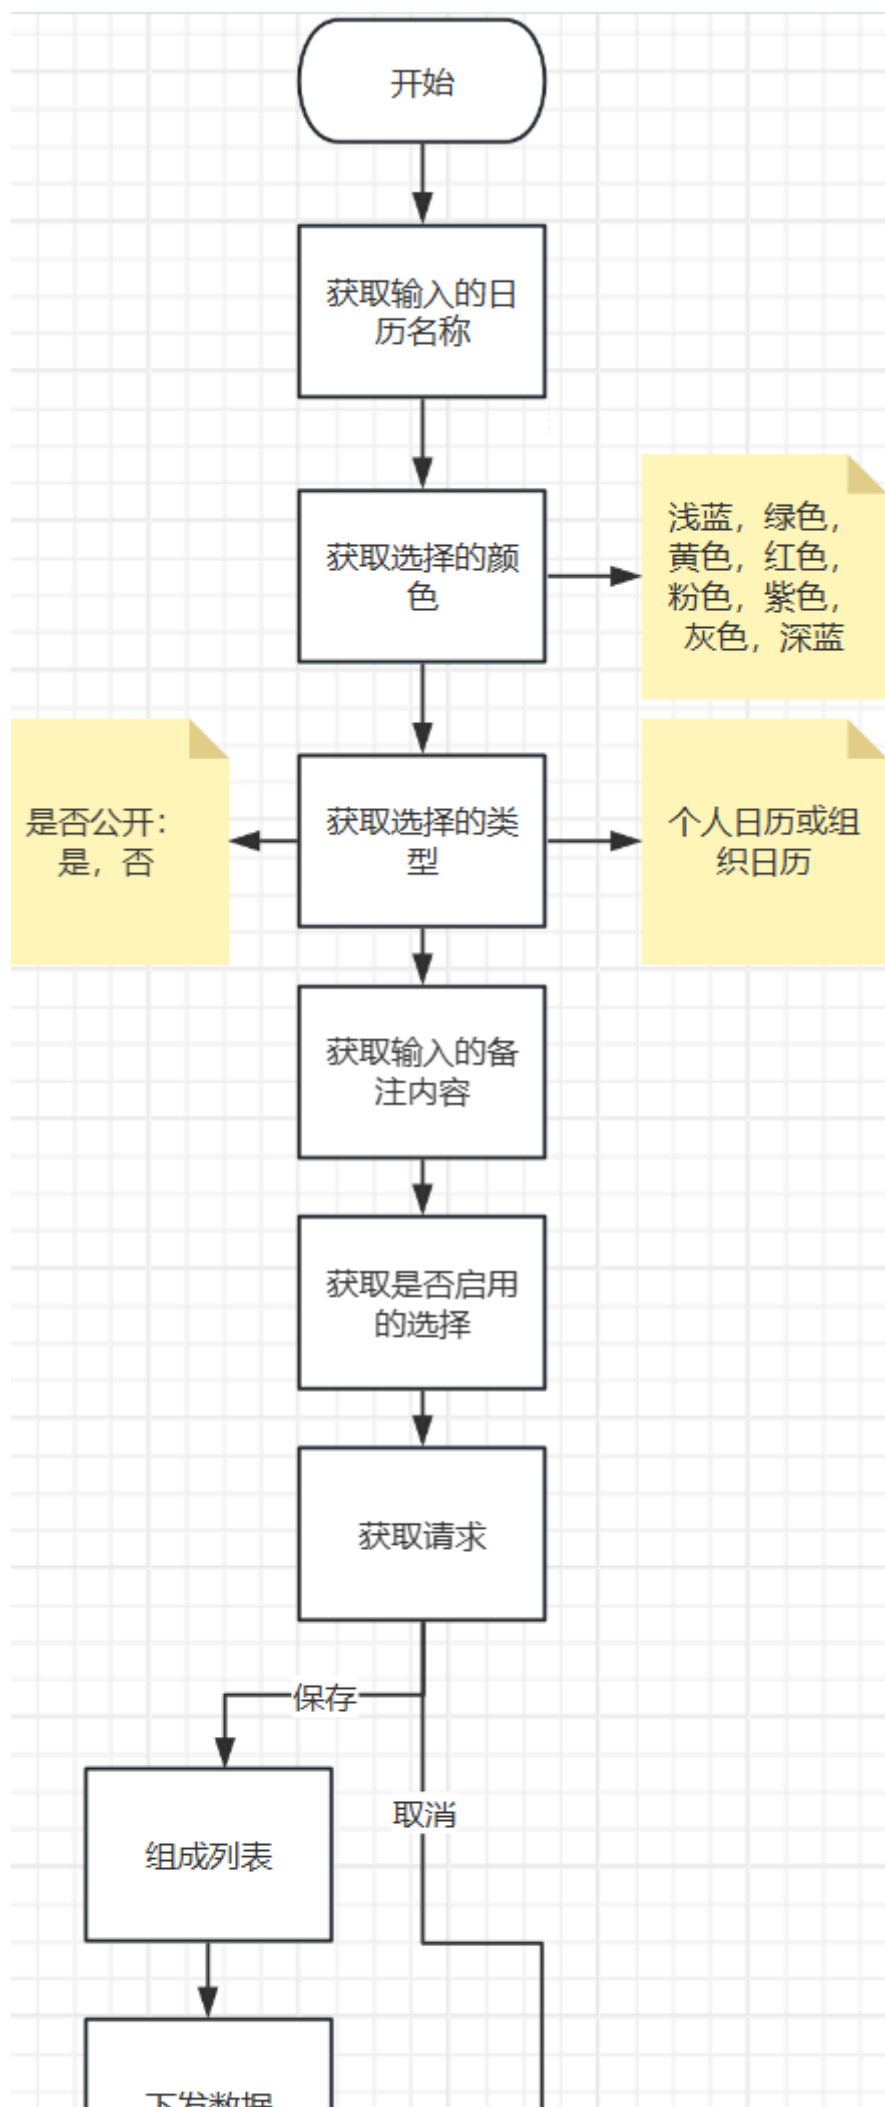 开始
获取输入的日
历名称
获取选择的颜
色
浅蓝，绿色，
黄色，红色，
粉色，紫色，
灰色，深蓝
是否公开：
是，否
获取选择的类
型
个人日历或组
织日历
获取输入的备
注内容
获取是否启用
的选择
获取请求
保存
取消
组成列表
下发数据